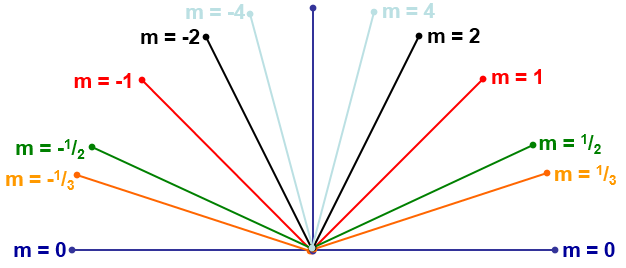 m = -4
m = 4
m = -2
m = 2
m = -1
m = 1
m = -1/2
m = 1/2
m = -1/3
m = 1/3
m = 0
m = 0